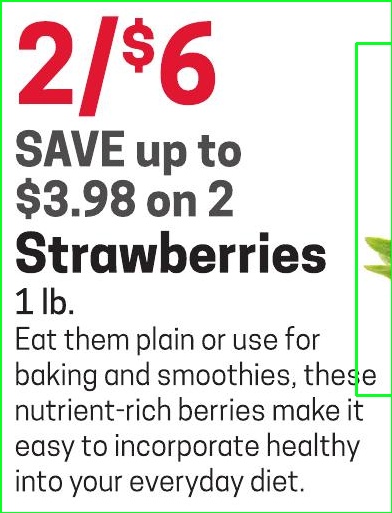 2/$6
SAVE up to
$3.98 on 2
Strawberries
1 lb.
Eat them plain or use for
baking and smoothies, these
nutrient-rich berries make it
easy to incorporate healthy
into your everyday diet.